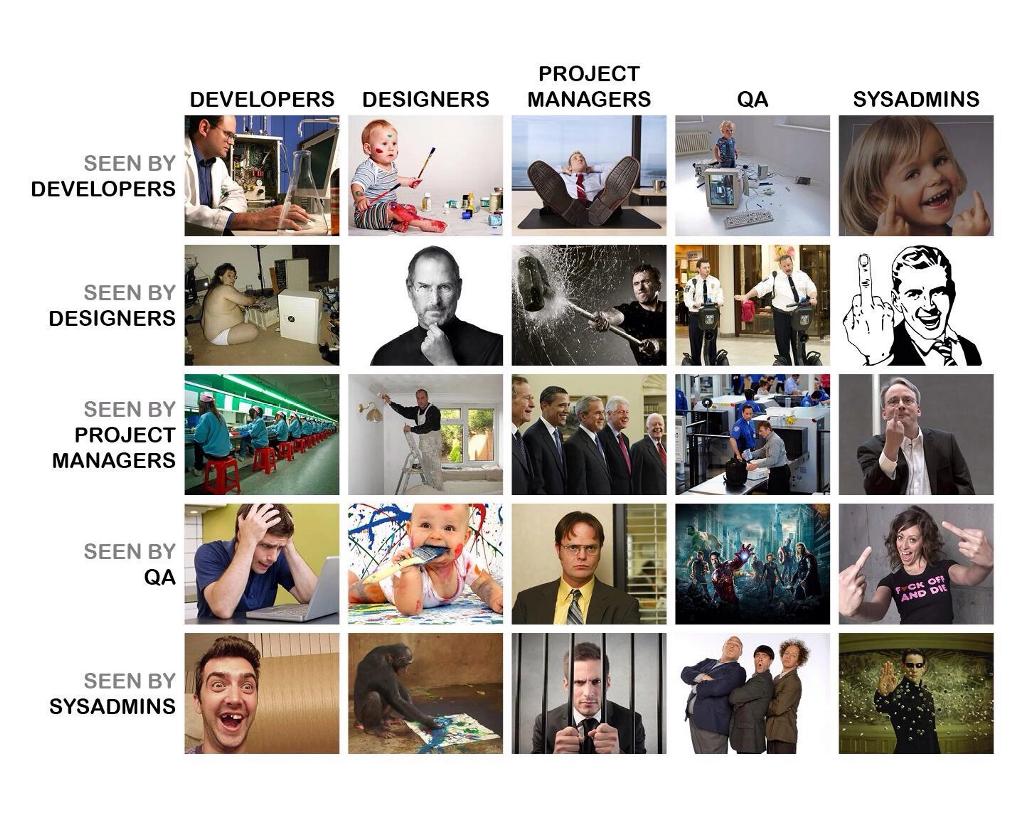 PROJECT
DEVELOPERS DESIGNERS MANAGERS QA SYSADMINS
SEEN BY
DEVELOPERS
SEEN BY
DESIGNERS
SEEN BY
PROJECT
MANAGERS
SEEN BY
QA
F♥CK OFF
AND DIE
SEEN BY
SYSADMINS